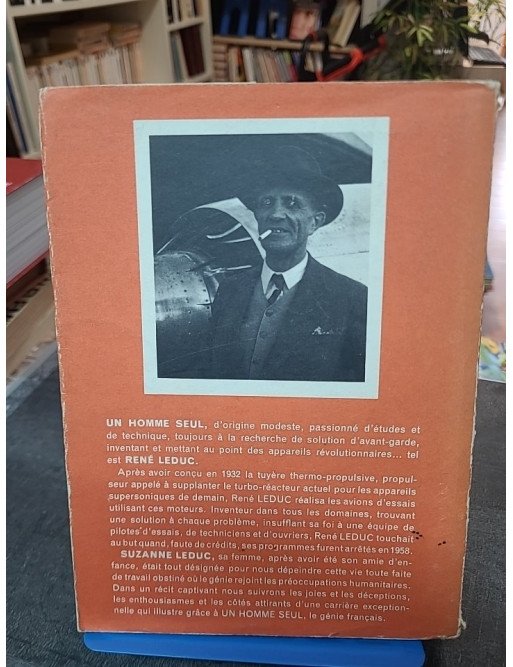 UN HOMME SEUL, d'origine modeste, passionné d'études et
de technique, toujours à la recherche de solution d'avant-garde,
inventant et mettant au point des appareils révolutionnaires... tel
est RENÉ LEDUC.
Après avoir conçu en 1932 la tuyère thermo-propulsive, propul-
seur appelé à supplanter le turbo-réacteur actuel pour les appareils
supersoniques de demain, René LEDUC réalisa les avions d'essais
utilisant ces moteurs. Inventeur dans tous les domaines, trouvant
une solution à chaque problème, insufflant sa foi à une équipe de
pilotes d'essais, de techniciens et d'ouvriers, René LEDUC touchait
au but quand, faute de crédits, ses programmes furent arrêtés en 1958.
SUZANNE LEDUC, sa femme, après avoir été son amie d'en-
fance, était tout désignée pour nous dépeindre cette vie toute faite
de travail obstiné où le génie rejoint les préoccupations humanitaires.
Dans un récit captivant nous suivrons les joies et les déceptions,
les enthousiasmes et les côtés attirants d'une carrière exception-
nelle qui illustre grâce à UN HOMME SEUL, le génie français.